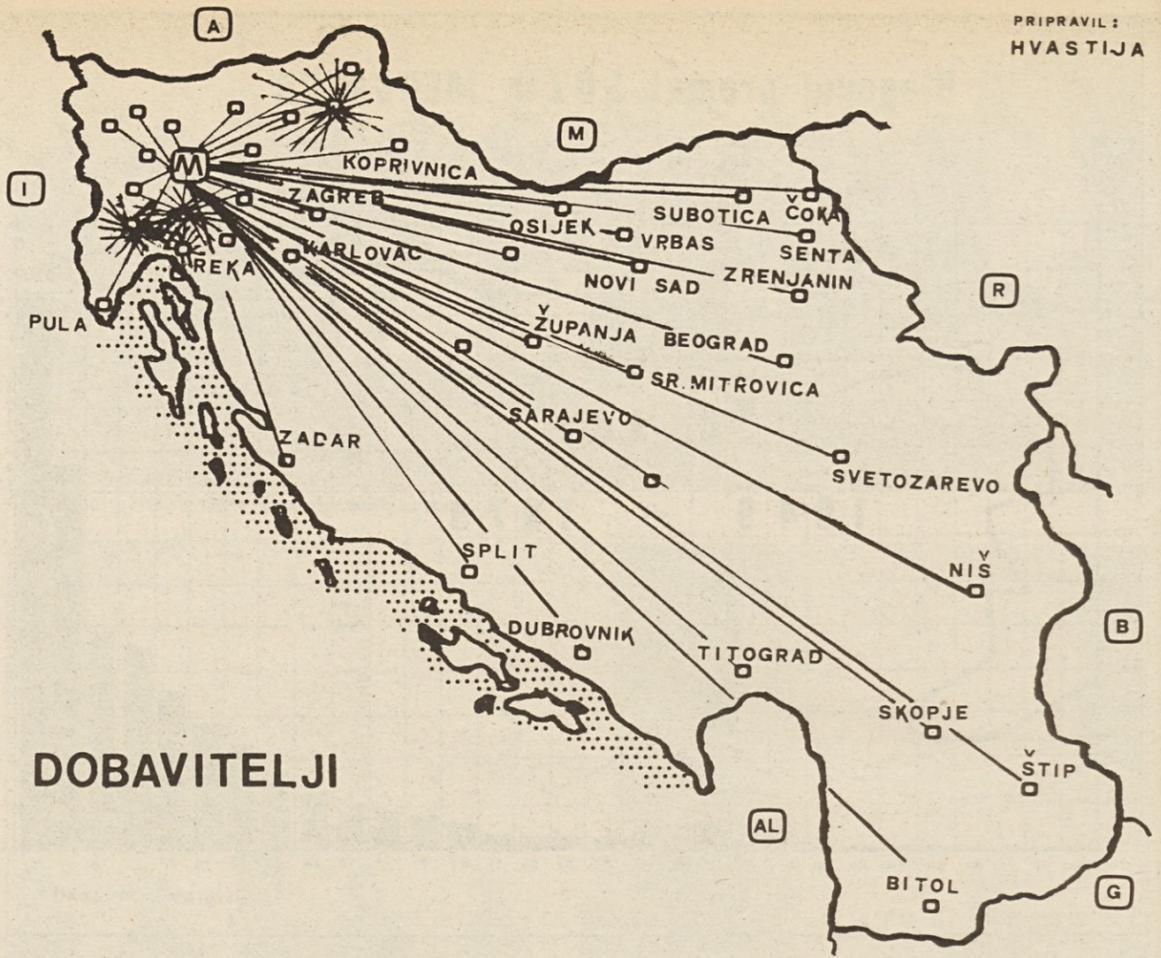 A
PRIPRAVIL:
HVASTIJA
M
I
KOPRIVNICA
ZAGREB
SUBOTICA
ČOKA
OSIJEK
VRBAS
SENTA
KARLOVAC
REKA
NOVI SAD
ZRENJANIN
R
PULA
ŽUPANJA
BEOGRAD
SR.MITROVICA
SARAJEVO
ZADAR
SVETOZAREVO
SPLIT
NIŠ
DUBROVNIK
B
TITOGRAD
SKOPJE
DOBAVITELJI
ŠTIP
AL
BITOL
G